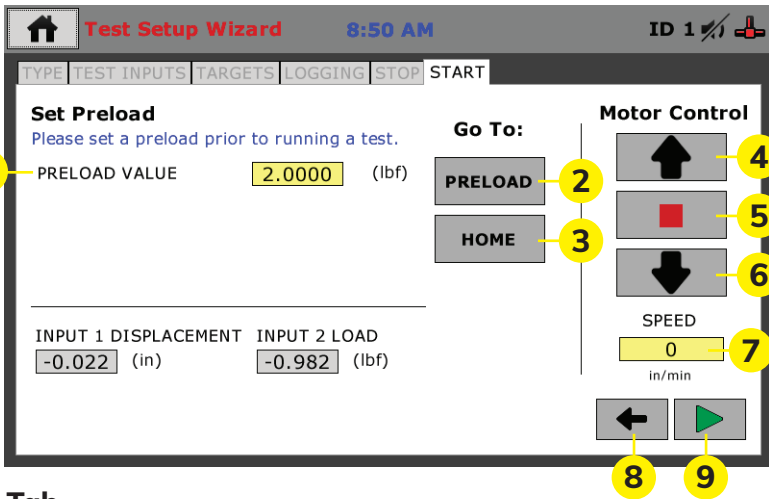 Test Setup Wizard 8:50 AM ID 1
TYPE TEST INPUTS TARGETS LOGGING STOP START
Set Preload
Please set a preload prior to running a test.
PRELOAD VALUE 2.0000 (lbf)
Go To:
PRELOAD 2
HOME 3
INPUT 1 DISPLACEMENT INPUT 2 LOAD
-0.022 (in) -0.982 (lbf)
Motor Control
4
5
6
SPEED
0 7
in/min
8 9